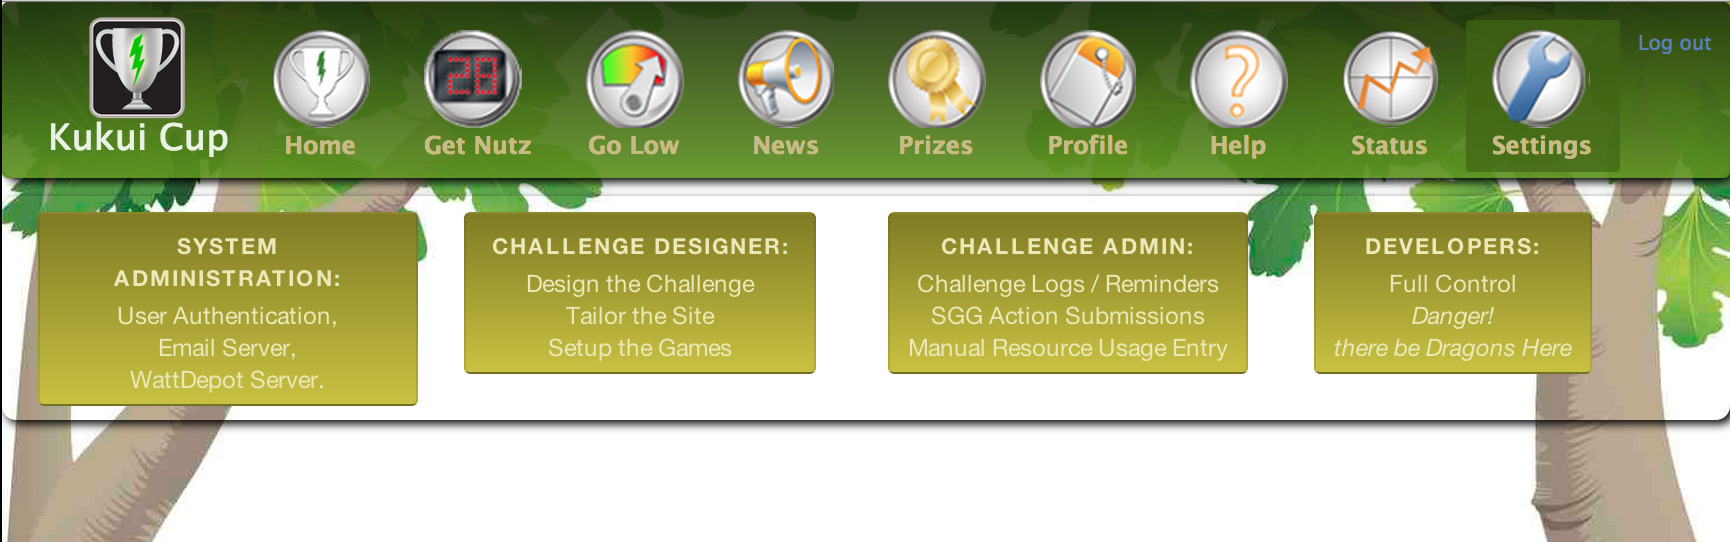 Kukui Cup
Home
28
Get Nutz
Go Low
News
Prizes
Profile
?
Help
Status
Settings
Log out
SYSTEM
ADMINISTRATION:
User Authentication,
Email Server,
WattDepot Server.
CHALLENGE DESIGNER:
Design the Challenge
Tailor the Site
Setup the Games
CHALLENGE ADMIN:
Challenge Logs / Reminders
SGG Action Submissions
Manual Resource Usage Entry
DEVELOPERS:
Full Control
Danger!
there be Dragons Here